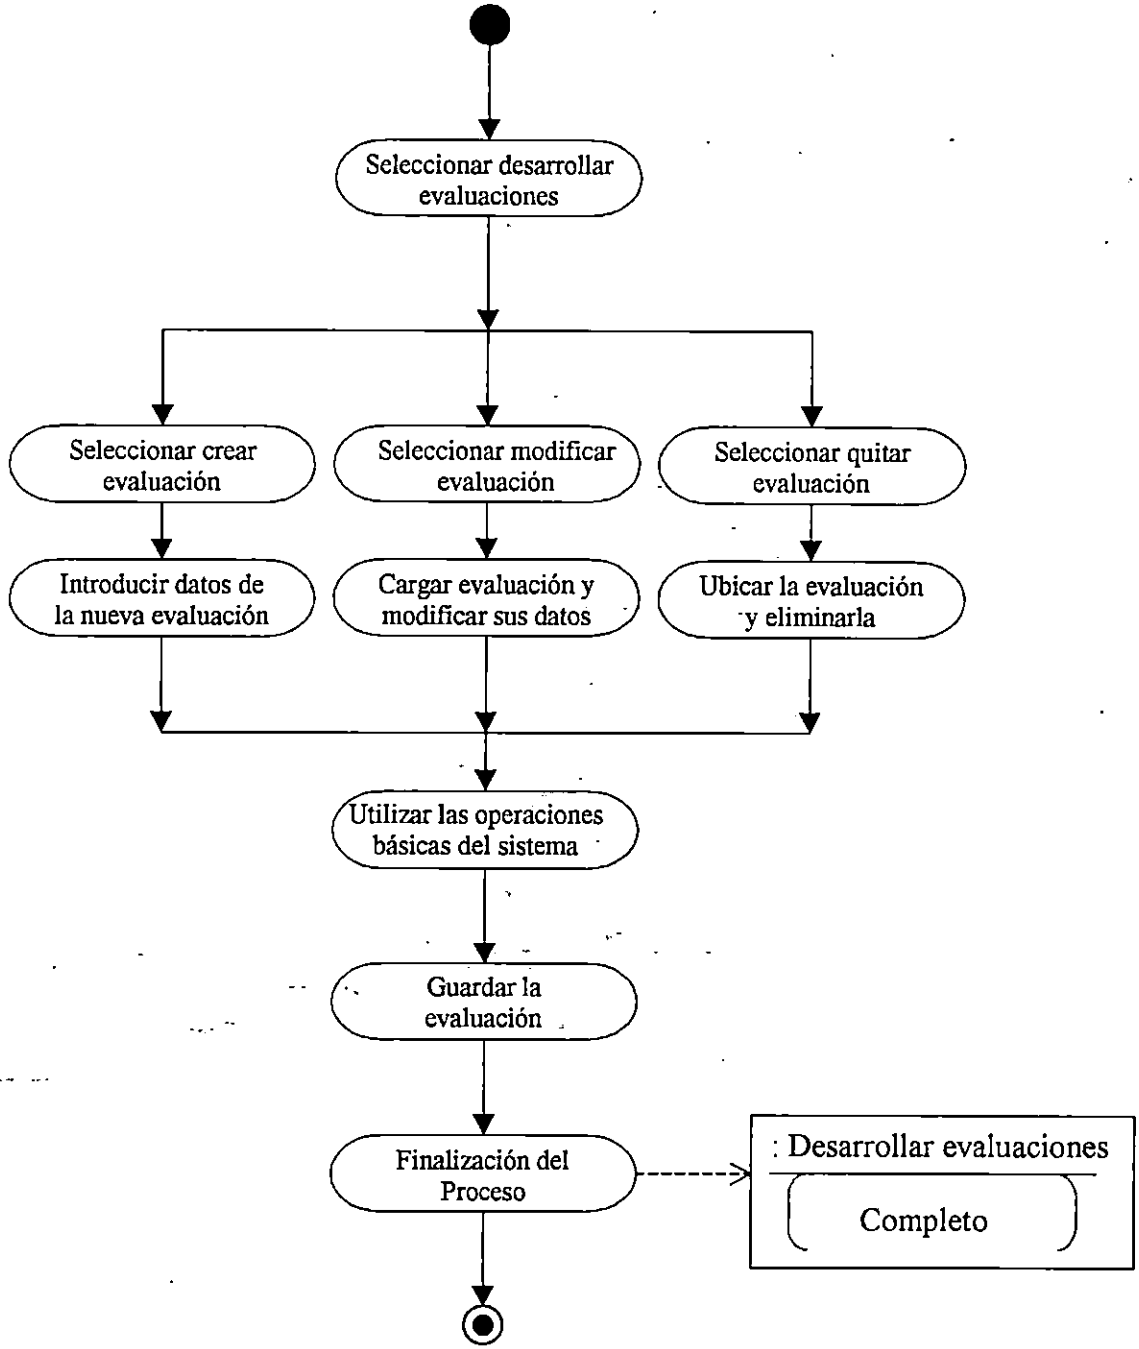 Seleccionar desarrollar
evaluaciones
Seleccionar crear
evaluación
Seleccionar modificar
evaluación
Seleccionar quitar
evaluación
Introducir datos de
la nueva evaluación
Cargar evaluación y
modificar sus datos
Ubicar la evaluación
y eliminarla
Utilizar las operaciones
básicas del sistema
Guardar la
evaluación
Finalización del
Proceso
: Desarrollar evaluaciones
Completo